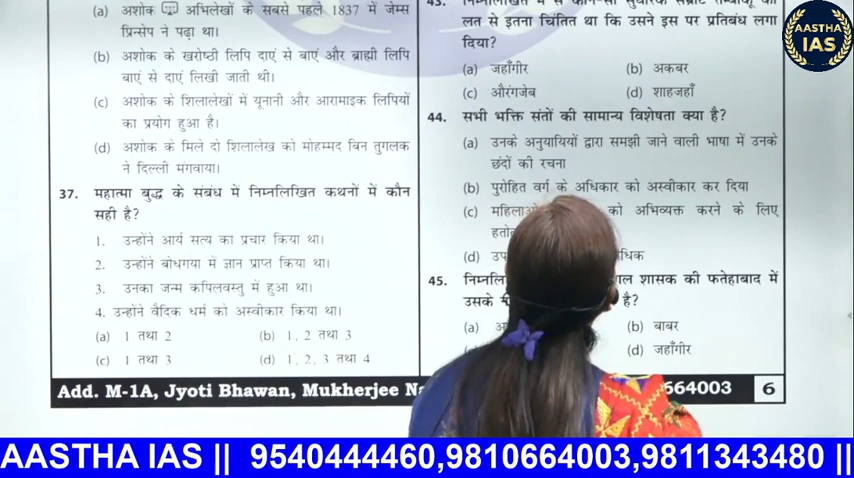 (a) अशोक के अभिलेखों के सबसे पहले 1837 में जेम्स
प्रिन्सेप ने पढ़ा था।
(b) अशोक के खरोष्ठी लिपि दाएं से बाएं और ब्राह्मी लिपि
बाएं से दाएं लिखी जाती थी।
(c) अशोक के शिलालेखों में यूनानी और आरामाइक लिपियों
का प्रयोग हुआ है।
(d) अशोक के मिले दो शिलालेख को मोहम्मद बिन तुगलक
ने दिल्ली मंगवाया।
37. महात्मा बुद्ध के संबंध में निम्नलिखित कथनों में कौन
सही है?
1. उन्होंने आर्य सत्य का प्रचार किया था।
2. उन्होंने बोधगया में ज्ञान प्राप्त किया था।
3. उनका जन्म कपिलवस्तु में हुआ था।
4. उन्होंने वैदिक धर्म को अस्वीकार किया था।
(a) 1 तथा 2 (b) 1, 2 तथा 3
(c) 1 तथा 3 (d) 1, 2, 3 तथा 4
43. निम्नलिखित में से कौन-सा सुधारक सम्राट तम्बाकू की
लत से इतना चिंतित था कि उसने इस पर प्रतिबंध लगा
दिया?
(a) जहाँगीर (b) अकबर
(c) औरंगजेब (d) शाहजहाँ
44. सभी भक्ति संतों की सामान्य विशेषता क्या है?
(a) उनके अनुयायियों द्वारा समझी जाने वाली भाषा में उनके
छंदों की रचना
(b) पुरोहित वर्ग के अधिकार को अस्वीकार कर दिया
(c) को अभिव्यक्त करने के लिए
(d)
45. शासक की फतेहाबाद में
उसके है?
(a) (b) बाबर
(d) जहाँगीर
Add. M-1A, Jyoti Bhawan, Mukherjee 664003 6
AASTHA
IAS
AASTHA IAS || 9540444460,9810664003,9811343480 ||